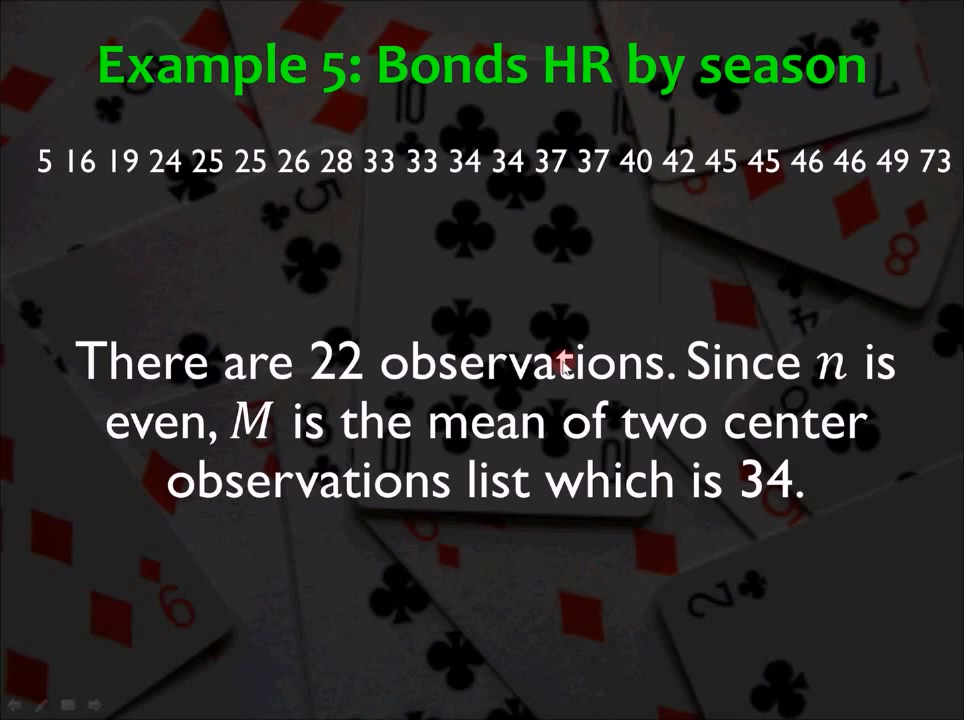 Example 5: Bonds HR by season
5 16 19 24 25 25 26 28 33 33 34 34 37 37 40 42 45 45 46 46 49 73
There are 22 observations. Since n is
even, M is the mean of two center
observations list which is 34.